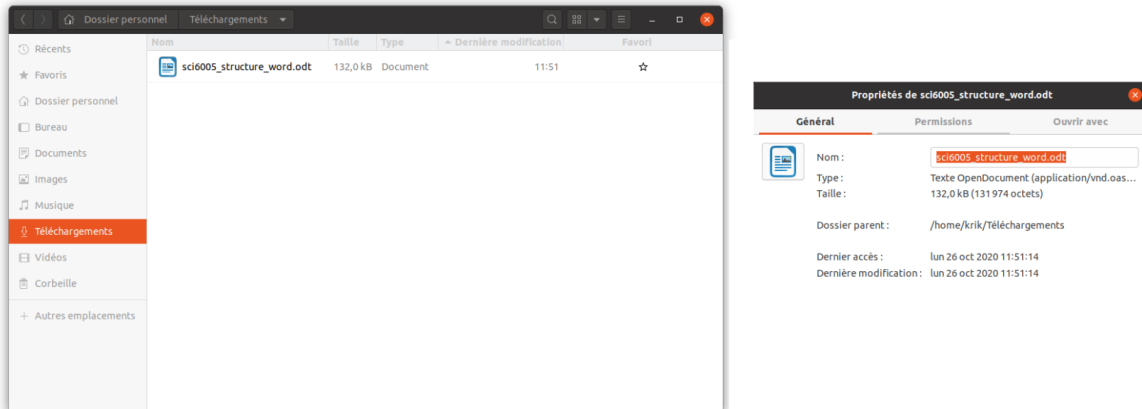 Dossier personnel Téléchargements
Récents
Favoris
Dossier personnel
Bureau
Documents
Images
Musique
Téléchargements
Vidéos
Corbeille
+ Autres emplacements
Nom Taille Type Dernière modification Favori
sci6005_structure_word.odt 132,0 kB Document 11:51
Propriétés de sci6005_structure_word.odt
Général Permissions Ouvrir avec
Nom : sci6005_structure_word.odt
Type : Texte OpenDocument (application/vnd.oas…
Taille : 132,0 kB (131 974 octets)
Dossier parent : /home/krik/Téléchargements
Dernier accès : lun 26 oct 2020 11:51:14
Dernière modification : lun 26 oct 2020 11:51:14